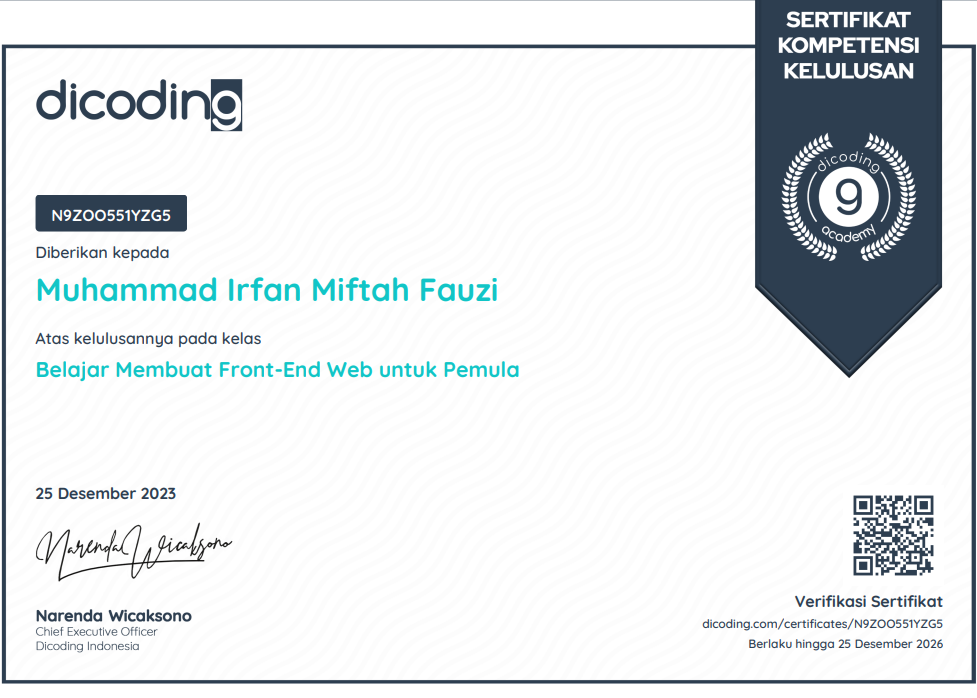 SERTIFIKAT
KOMPETENSI
KELULUSAN
dicoding
dicoding
9
academy
N9ZOO551YZG5
Diberikan kepada
Muhammad Irfan Miftah Fauzi
Atas kelulusannya pada kelas
Belajar Membuat Front-End Web untuk Pemula
25 Desember 2023
Narenda Wicaksono
Narenda Wicaksono
Chief Executive Officer
Dicoding Indonesia
Verifikasi Sertifikat
dicoding.com/certificates/N9ZOO551YZG5
Berlaku hingga 25 Desember 2026